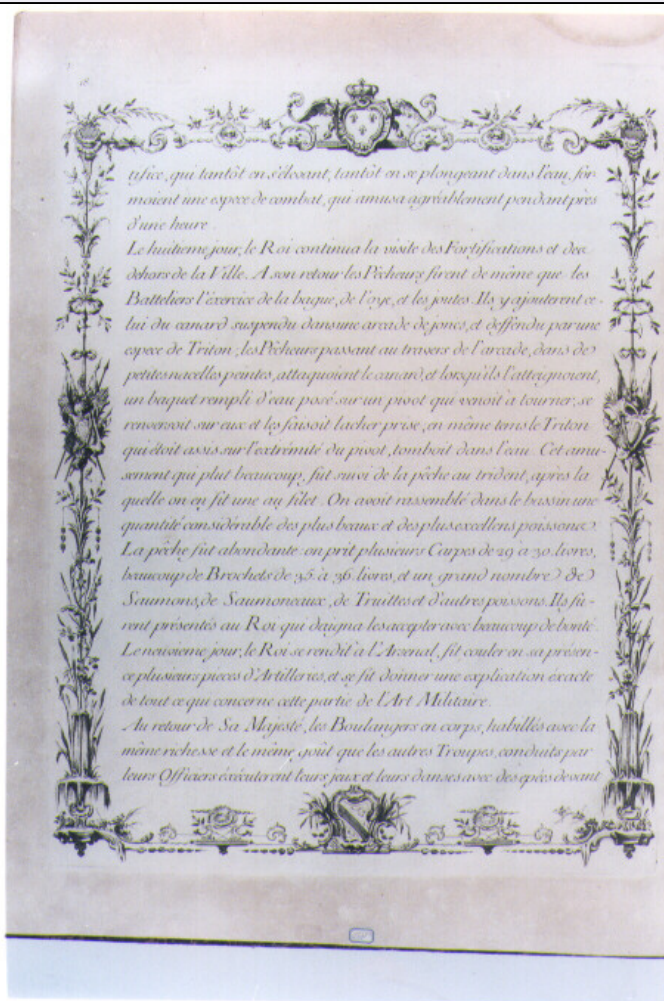 tifice, qui tantôt en s'élevant, tantôt en se plongeant dans l'eau, for-
moient une espece de combat, qui amusa agréablement pendant près
d'une heure.
Le huitieme jour, le Roi continua la visite des Fortifications et des
dehors de la Ville. A son retour les Pêcheurs firent de même que les
Batteliers l'éxercice de la bague, de l'oye, et les joutes. Ils y ajouterent ce-
lui du canard suspendu dans une arcade de joncs, et deffendu par une
espece de Triton; les Pêcheurs passant au travers de l'arcade, dans de
petites nacelles peintes, attaquoient le canard, et lorsqu'ils l'atteignoient,
un baquet rempli d'eau posé sur un pivot qui venoit à tourner, se
renversoit sur eux et les faisoit lacher prise, en même tems le Triton
qui étoit assis sur l'extrémité du pivot, tomboit dans l'eau. Cet amu-
sement qui plut beaucoup, fut suivi de la pêche au trident, après la
quelle on en fit une au filet. On avoit rassemblé dans le bassin une
quantité considérable des plus beaux et des plus excellens poissons.
La pêche fut abondante: on prit plusieurs Carpes de 29 à 30. livres,
beaucoup de Brochets de 35. à 36. livres, et un grand nombre de
Saumons, de Saumoneaux, de Truittes et d'autres poissons. Ils fu-
rent présentés au Roi qui daigna les accepter avec beaucoup de bonté.
Le neuvieme jour, le Roi se rendit à l'Arsenal, fit couler en sa présen-
ce plusieurs pieces d'Artilleries, et se fit donner une explication éxacte
de tout ce qui concerne cette partie de l'Art Militaire.
Au retour de Sa Majesté, les Boulangers en corps, habillés avec la
même richesse et le même goût que les autres Troupes, conduits par
leurs Officiers éxécuterent leurs jeux et leurs danses avec des epées devant